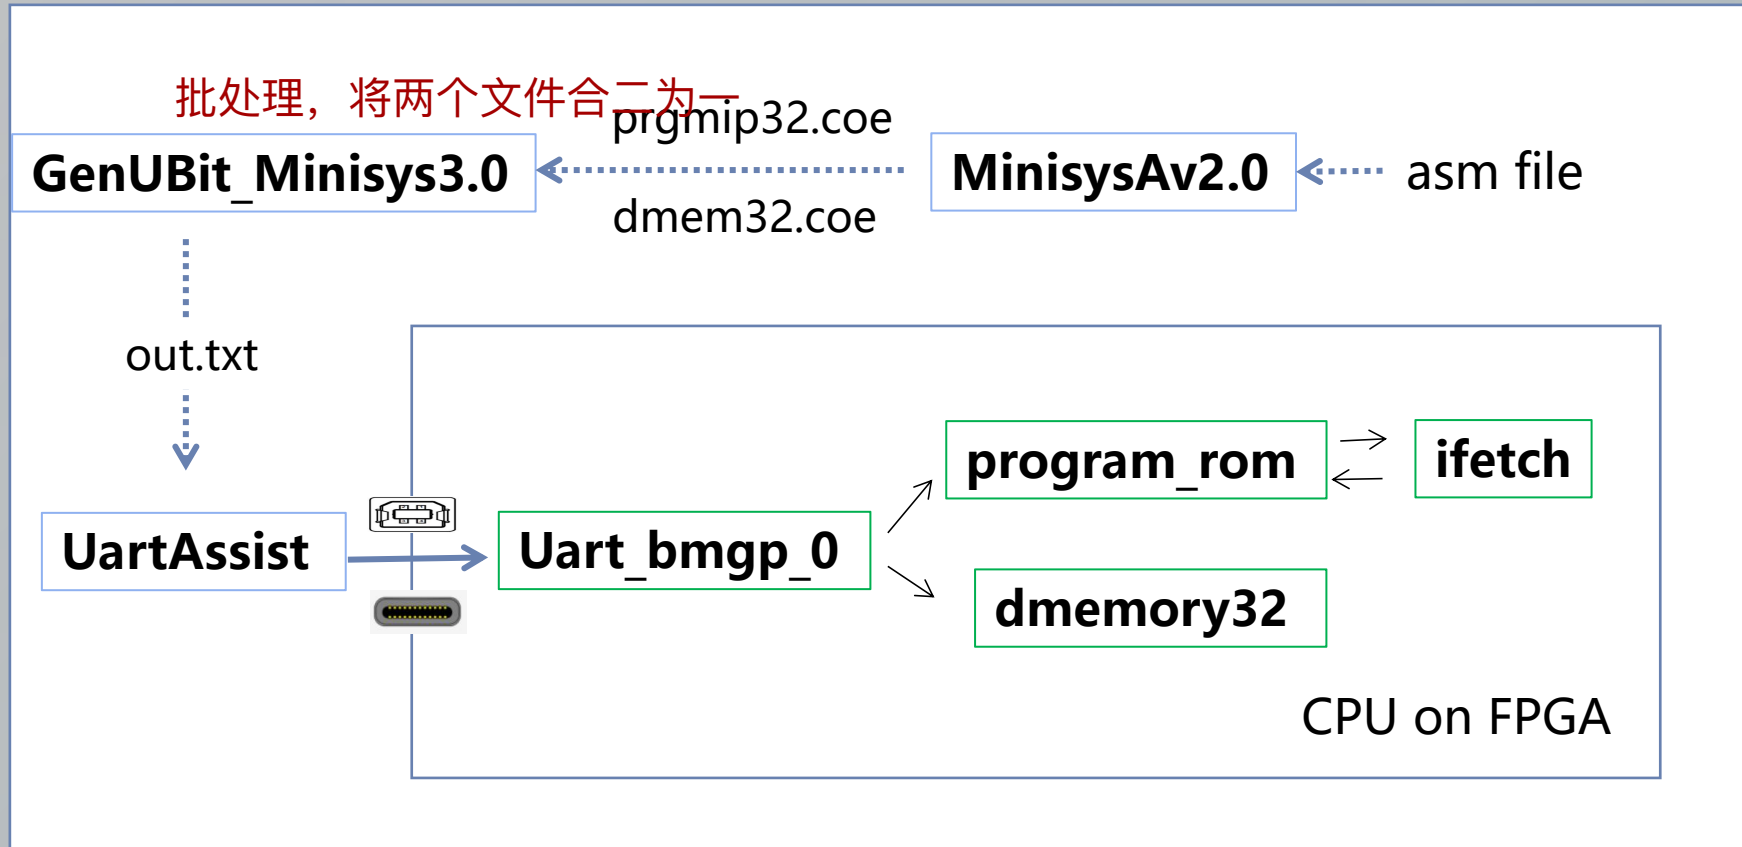 批处理，将两个文件合二为一
prgmip32.coe
GenUBit_Minisys3.0
MinisysAv2.0
asm file
dmem32.coe
out.txt
program_rom
ifetch
UartAssist
Uart_bmgp_0
dmemory32
CPU on FPGA